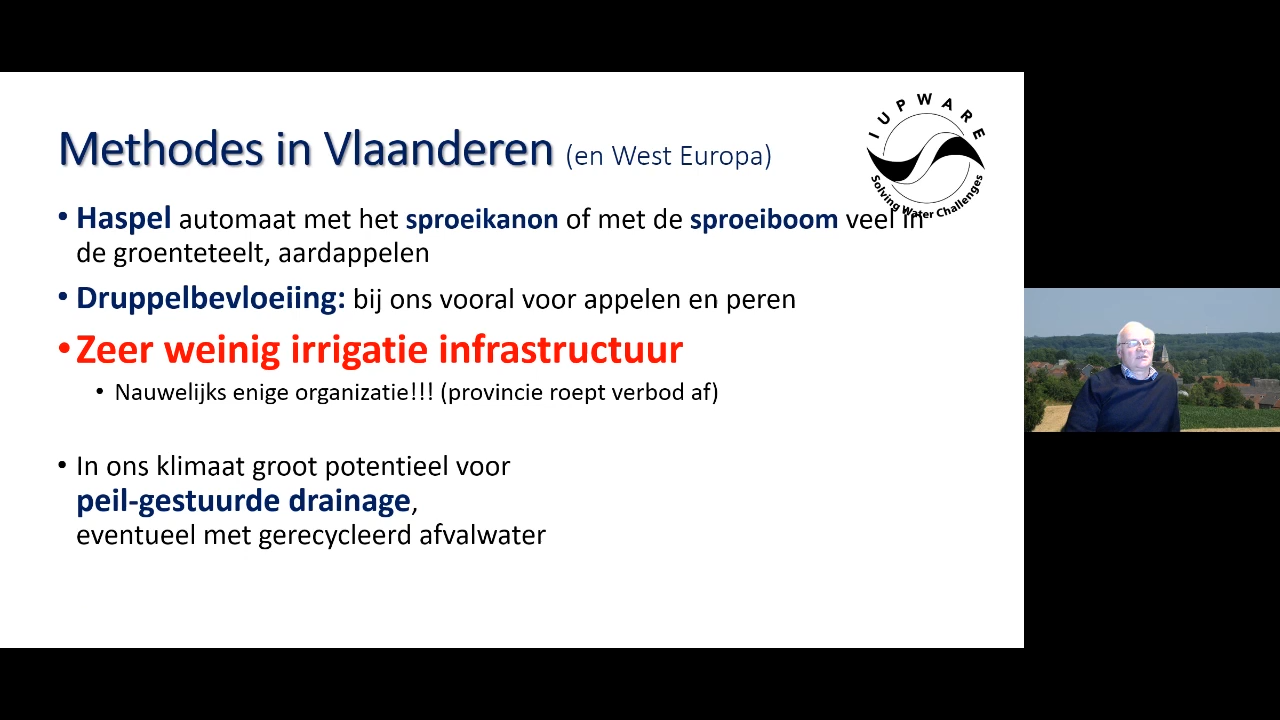 IUPWARE
Solving Water Challenges
Methodes in Vlaanderen (en West Europa)
• Haspel automaat met het sproeikanon of met de sproeiboom veel in
de groenteteelt, aardappelen
• Druppelbevloeiing: bij ons vooral voor appelen en peren
• Zeer weinig irrigatie infrastructuur
• Nauwelijks enige organizatie!!! (provincie roept verbod af)
• In ons klimaat groot potentieel voor
peil-gestuurde drainage,
eventueel met gerecycleerd afvalwater